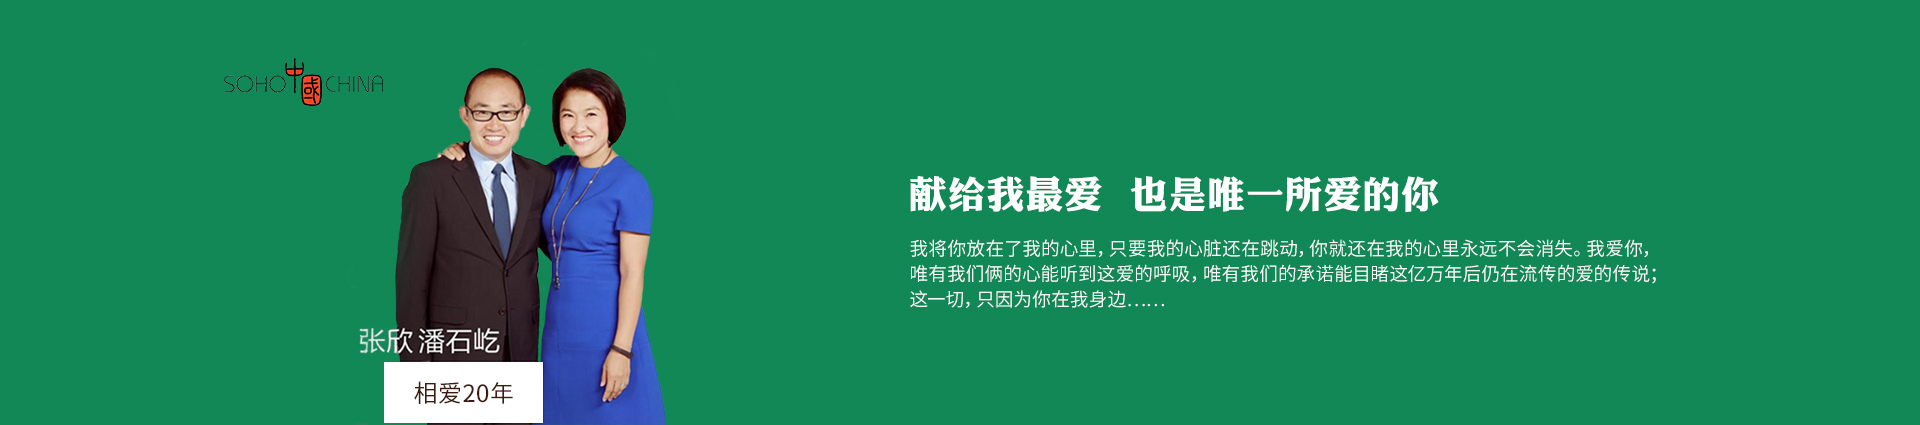 SOHO中國CHINA
张欣 潘石屹
相爱20年
献给我最爱 也是唯一所爱的你
我将你放在了我的心里，只要我的心脏还在跳动，你就还在我的心里永远不会消失。我爱你，
唯有我们俩的心能听到这爱的呼吸，唯有我们的承诺能目睹这亿万年后仍在流传的爱的传说；
这一切，只因为你在我身边……